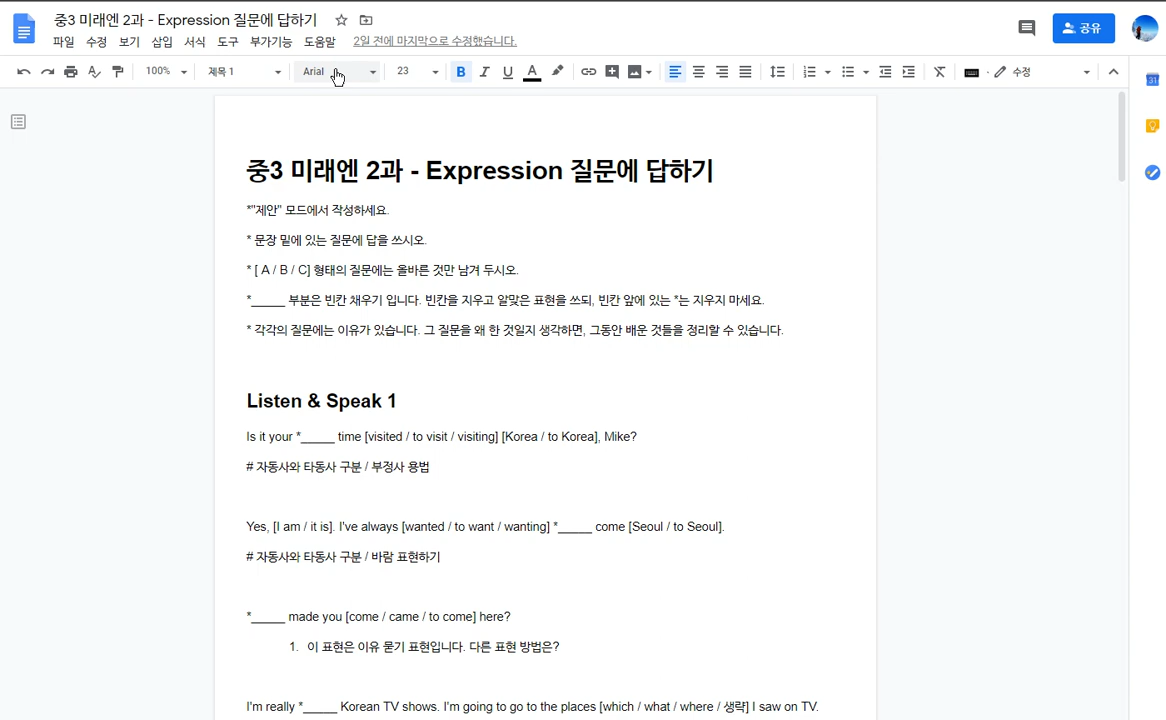 중3 미래엔 2과 - Expression 질문에 답하기
파일 수정 보기 삽입 서식 도구 부가기능 도움말 2일 전에 마지막으로 수정했습니다.
공유
100% 제목 1 Arial 23 B I U A 수정
31
중3 미래엔 2과 - Expression 질문에 답하기
*"제안" 모드에서 작성하세요.
* 문장 밑에 있는 질문에 답을 쓰시오.
* [ A / B / C] 형태의 질문에는 올바른 것만 남겨 두시오.
*_____ 부분은 빈칸 채우기 입니다. 빈칸을 지우고 알맞은 표현을 쓰되, 빈칸 앞에 있는 *는 지우지 마세요.
* 각각의 질문에는 이유가 있습니다. 그 질문을 왜 한 것일지 생각하면, 그동안 배운 것들을 정리할 수 있습니다.
Listen & Speak 1
Is it your *_____ time [visited / to visit / visiting] [Korea / to Korea], Mike?
# 자동사와 타동사 구분 / 부정사 용법
Yes, [I am / it is]. I've always [wanted / to want / wanting] *_____ come [Seoul / to Seoul].
# 자동사와 타동사 구분 / 바람 표현하기
*_____ made you [come / came / to come] here?
1. 이 표현은 이유 묻기 표현입니다. 다른 표현 방법은?
I'm really *_____ Korean TV shows. I'm going to go to the places [which / what / where / 생략] I saw on TV.